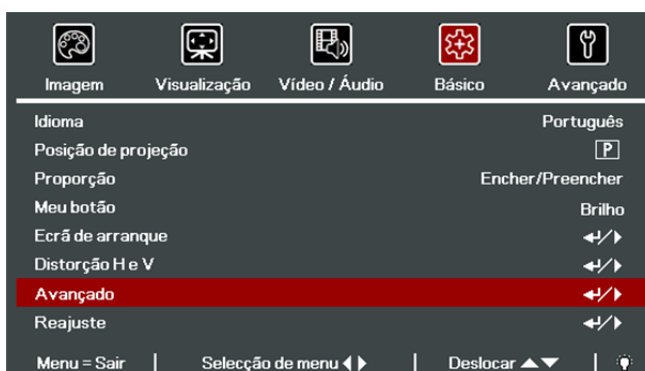 Imagem Visualização Vídeo / Áudio Básico Avançado
Idioma Português
Posição de projeção P
Proporção Encher/Preencher
Meu botão Brilho
Ecrã de arranque
Distorção H e V
Avançado
Reajuste
Menu = Sair | Selecção de menu | Deslocar |